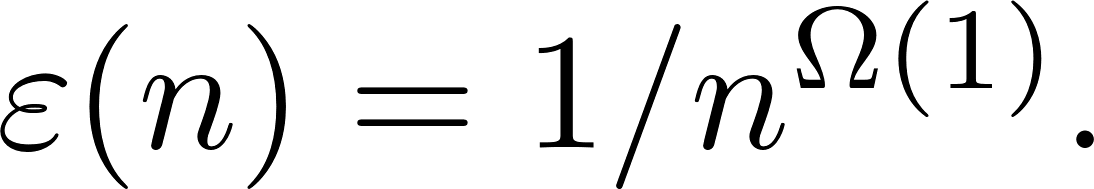 ε(n) = 1/n^{Ω(1)}.